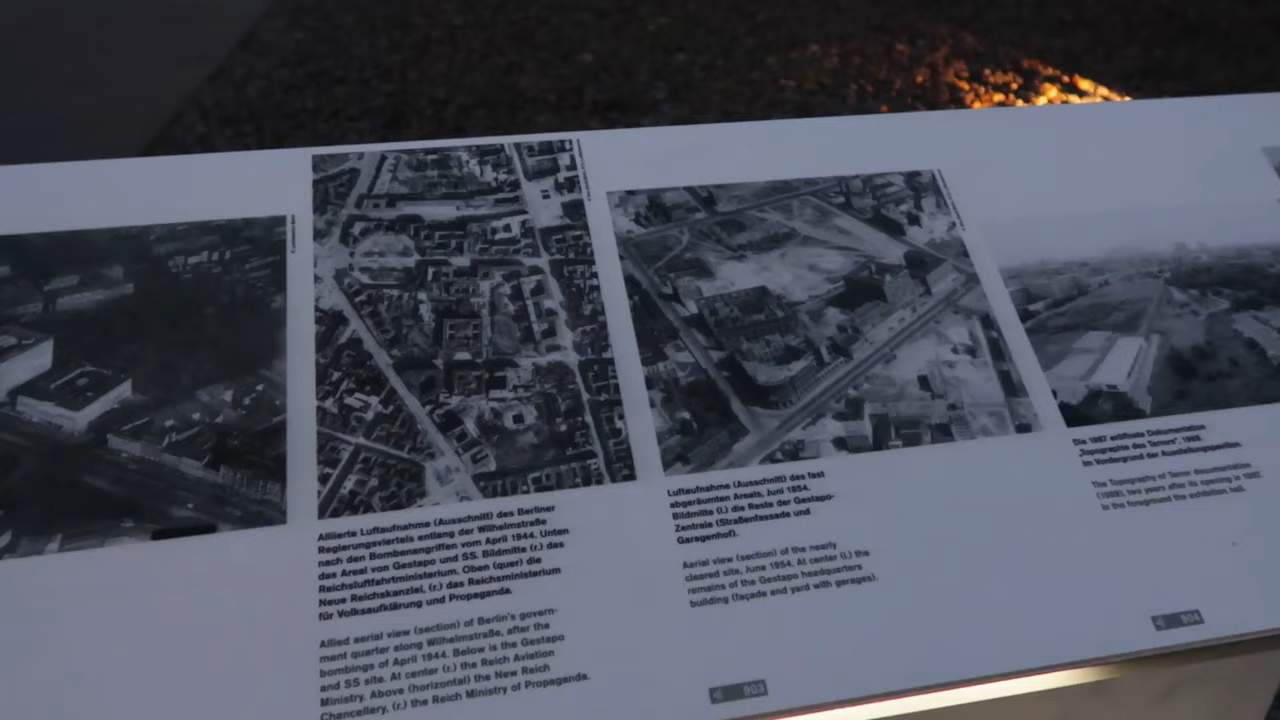 Alliierte Luftaufnahme (Ausschnitt) des Berliner
Regierungsviertels entlang der Wilhelmstraße
nach den Bombenangriffen vom April 1944. Unten
das Areal von Gestapo und SS. Bildmitte (r.) das
Reichsluftfahrtministerium. Oben (quer) die
Neue Reichskanzlei, (r.) das Reichsministerium
für Volksaufklärung und Propaganda.
Allied aerial view (section) of Berlin's govern-
ment quarter along Wilhelmstraße, after the
bombings of April 1944. Below is the Gestapo
and SS site. At center (r.) the Reich Aviation
Ministry. Above (horizontal) the New Reich
Chancellery, (r.) the Reich Ministry of Propaganda.
Luftaufnahme (Ausschnitt) des fast
abgeräumten Areals, Juni 1954.
Bildmitte (l.) die Reste der Gestapo-
Zentrale (Straßenfassade und
Garagenhof).
Aerial view (section) of the nearly
cleared site, June 1954. At center (l.) the
remains of the Gestapo headquarters
building (façade and yard with garages).
903
Die 1987 eröffnete Dokumentation
„Topographie des Terrors", 1989.
Im Vordergrund der Ausstellungspavillon.
The Topography of Terror documentation
(1989), two years after its opening in 1987.
In the foreground the exhibition hall.
904